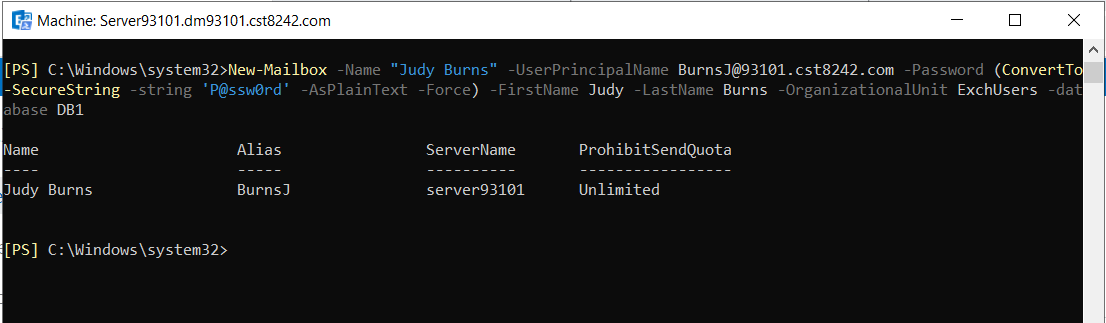 Machine: Server93101.dm93101.cst8242.com
[PS] C:\Windows\system32>New-Mailbox -Name "Judy Burns" -UserPrincipalName BurnsJ@93101.cst8242.com -Password (ConvertTo
-SecureString -string 'P@ssw0rd' -AsPlainText -Force) -FirstName Judy -LastName Burns -OrganizationalUnit ExchUsers -dat
abase DB1
Name Alias ServerName ProhibitSendQuota
---- ----- ---------- -----------------
Judy Burns BurnsJ server93101 Unlimited
[PS] C:\Windows\system32>